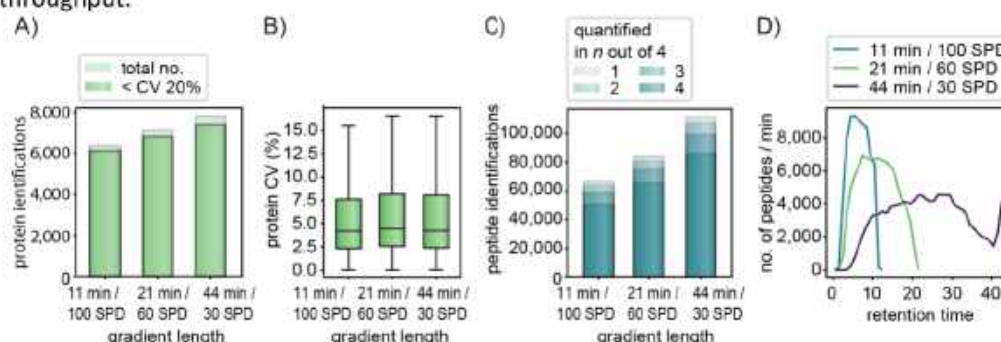 throughput.
A)
total no.
< CV 20%
protein Ientifications
8,000
6,000
4,000
2,000
0
11 min / 21 min / 44 min /
100 SPD 60 SPD 30 SPD
gradient length
B)
protein CV (%)
15.0
12.5
10.0
7.5
5.0
2.5
0.0
11 min / 21 min / 44 min /
100 SPD 60 SPD 30 SPD
gradient length
C)
quantified
in n out of 4
1 3
2 4
peptide identifications
100,000
80,000
60,000
40,000
20,000
0
11 min / 21 min / 44 min /
100 SPD 60 SPD 30 SPD
gradient length
D)
11 min / 100 SPD
21 min / 60 SPD
44 min / 30 SPD
no. of peptides / min
8,000
6,000
4,000
2,000
0
0 10 20 30 40
retention time